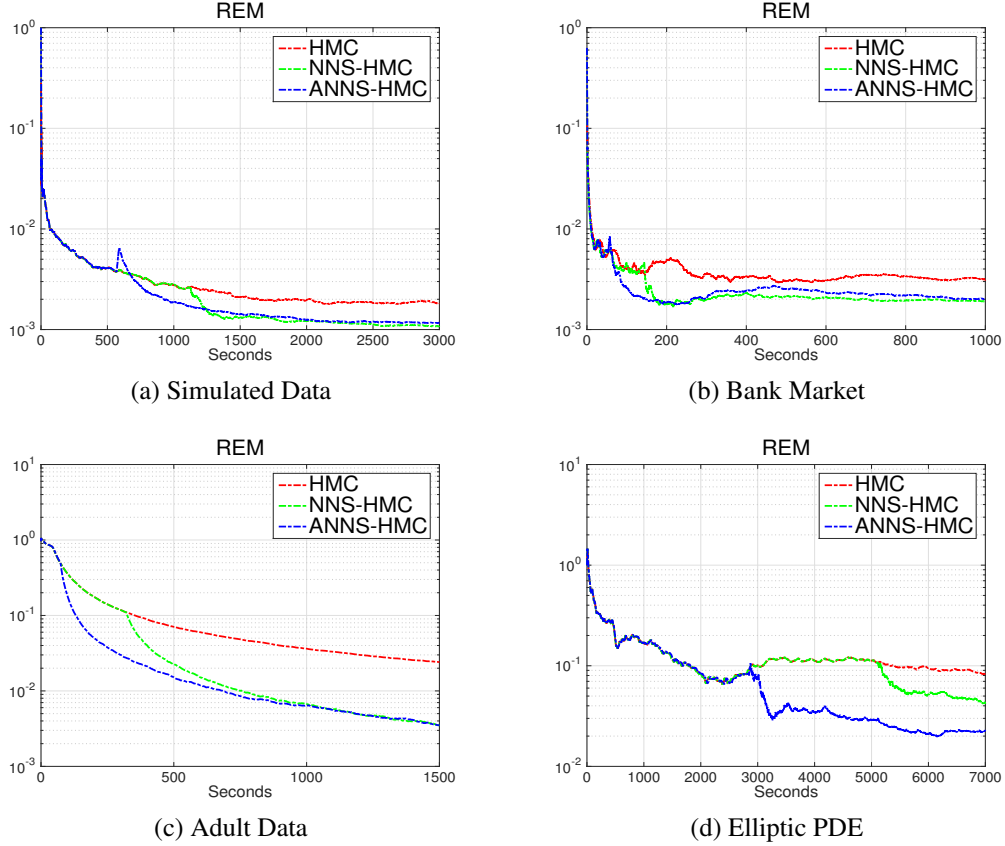 REM
10^0
10^-1
10^-2
10^-3
0 500 1000 1500 2000 2500 3000
Seconds
HMC
NNS-HMC
ANNS-HMC
(a) Simulated Data
REM
10^0
10^-1
10^-2
10^-3
0 200 400 600 800 1000
Seconds
HMC
NNS-HMC
ANNS-HMC
(b) Bank Market
REM
10^1
10^0
10^-1
10^-2
10^-3
0 500 1000 1500
Seconds
HMC
NNS-HMC
ANNS-HMC
(c) Adult Data
REM
10^1
10^0
10^-1
10^-2
0 1000 2000 3000 4000 5000 6000 7000
Seconds
HMC
NNS-HMC
ANNS-HMC
(d) Elliptic PDE